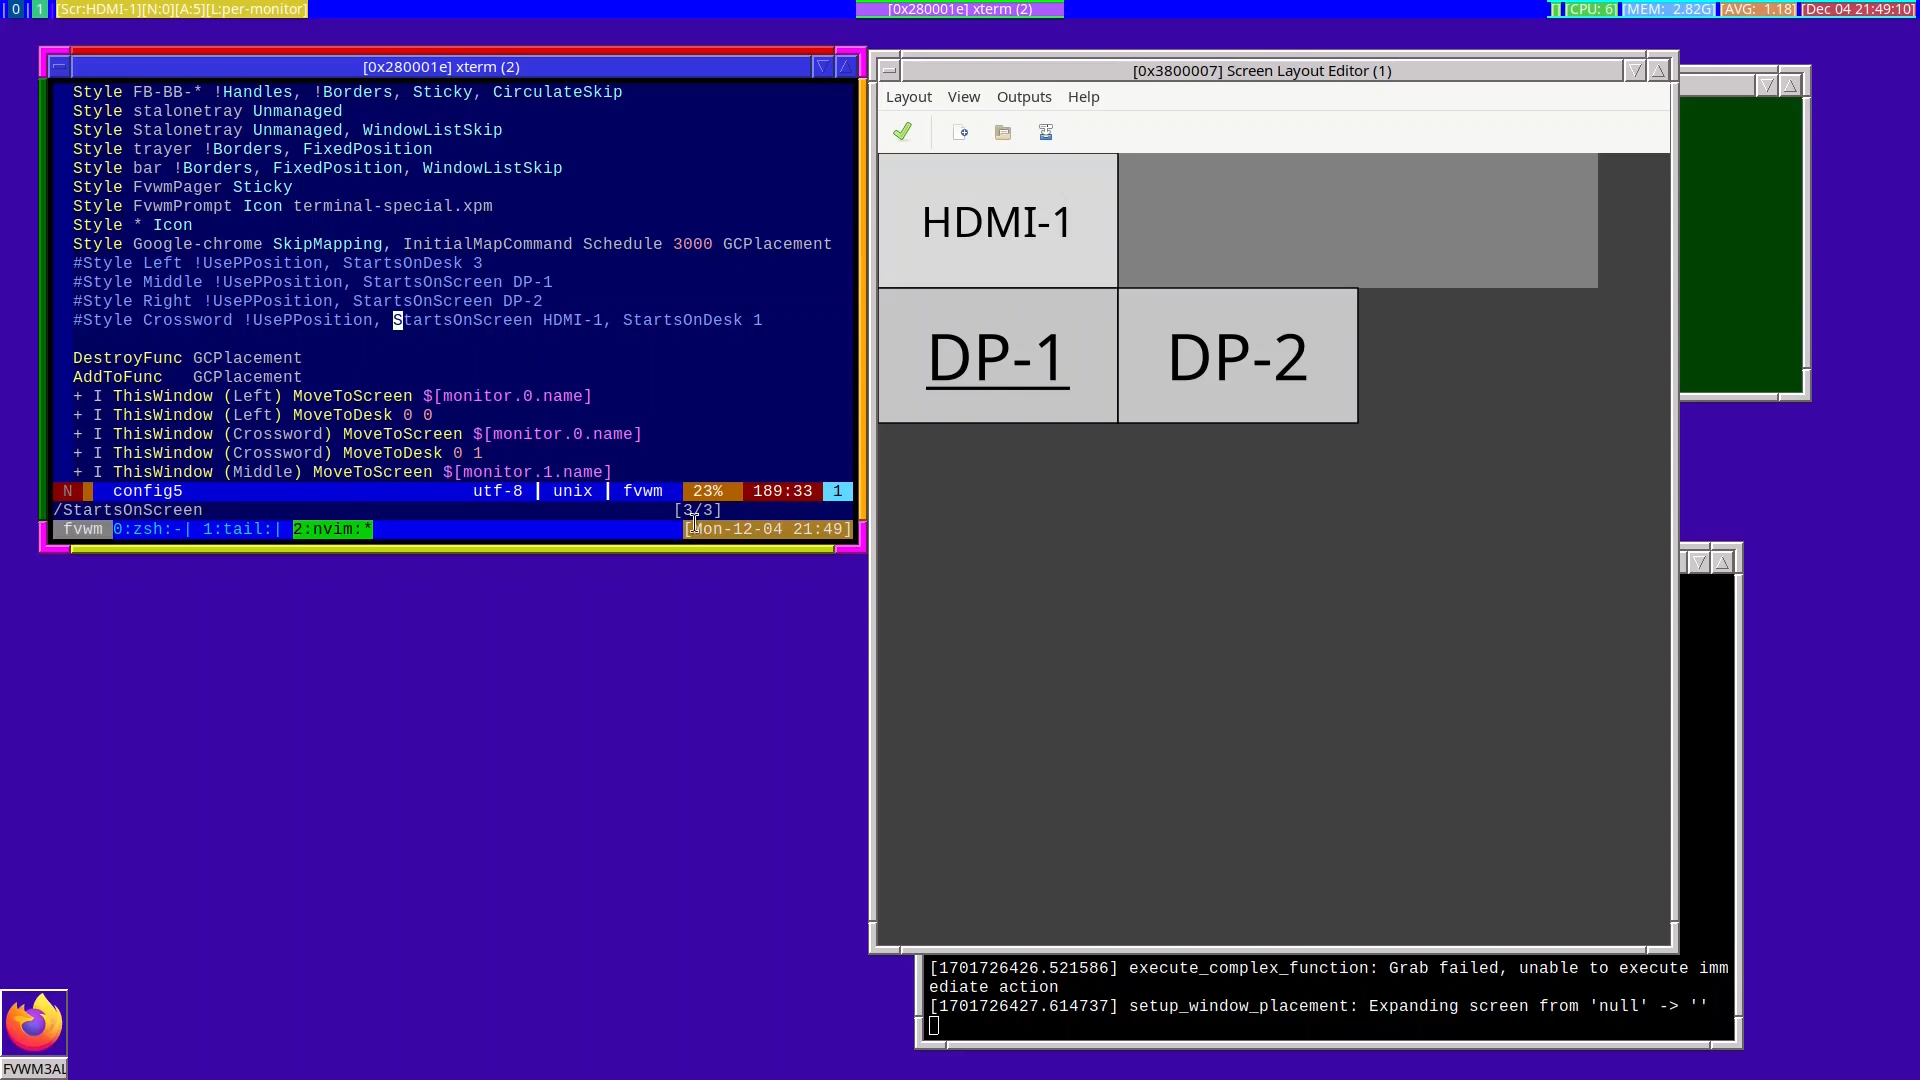 0 1 [Scr:HDMI-1][N:0][A:5][L:per-monitor] [0x280001e] xterm (2) [CPU: 6] [MEM: 2.82G] [AVG: 1.18] [Dec 04 21:49:10]
[0x280001e] xterm (2)
Style FB-BB-* !Handles, !Borders, Sticky, CirculateSkip
Style stalonetray Unmanaged
Style Stalonetray Unmanaged, WindowListSkip
Style trayer !Borders, FixedPosition
Style bar !Borders, FixedPosition, WindowListSkip
Style FvwmPager Sticky
Style FvwmPrompt Icon terminal-special.xpm
Style * Icon
Style Google-chrome SkipMapping, InitialMapCommand Schedule 3000 GCPlacement
#Style Left !UsePPosition, StartsOnDesk 3
#Style Middle !UsePPosition, StartsOnScreen DP-1
#Style Right !UsePPosition, StartsOnScreen DP-2
#Style Crossword !UsePPosition, StartsOnScreen HDMI-1, StartsOnDesk 1
DestroyFunc GCPlacement
AddToFunc   GCPlacement
+ I ThisWindow (Left) MoveToScreen $[monitor.0.name]
+ I ThisWindow (Left) MoveToDesk 0 0
+ I ThisWindow (Crossword) MoveToScreen $[monitor.0.name]
+ I ThisWindow (Crossword) MoveToDesk 0 1
+ I ThisWindow (Middle) MoveToScreen $[monitor.1.name]
N config5 utf-8 | unix | fvwm 23% 189:33 1
/StartsOnScreen [3/3]
fvwm 0:zsh:-| 1:tail:| 2:nvim:* [Mon-12-04 21:49]
[0x3800007] Screen Layout Editor (1)
Layout View Outputs Help
HDMI-1
DP-1 DP-2
[1701726426.521586] execute_complex_function: Grab failed, unable to execute imm
ediate action
[1701726427.614737] setup_window_placement: Expanding screen from 'null' -> ''
FVWM3AL